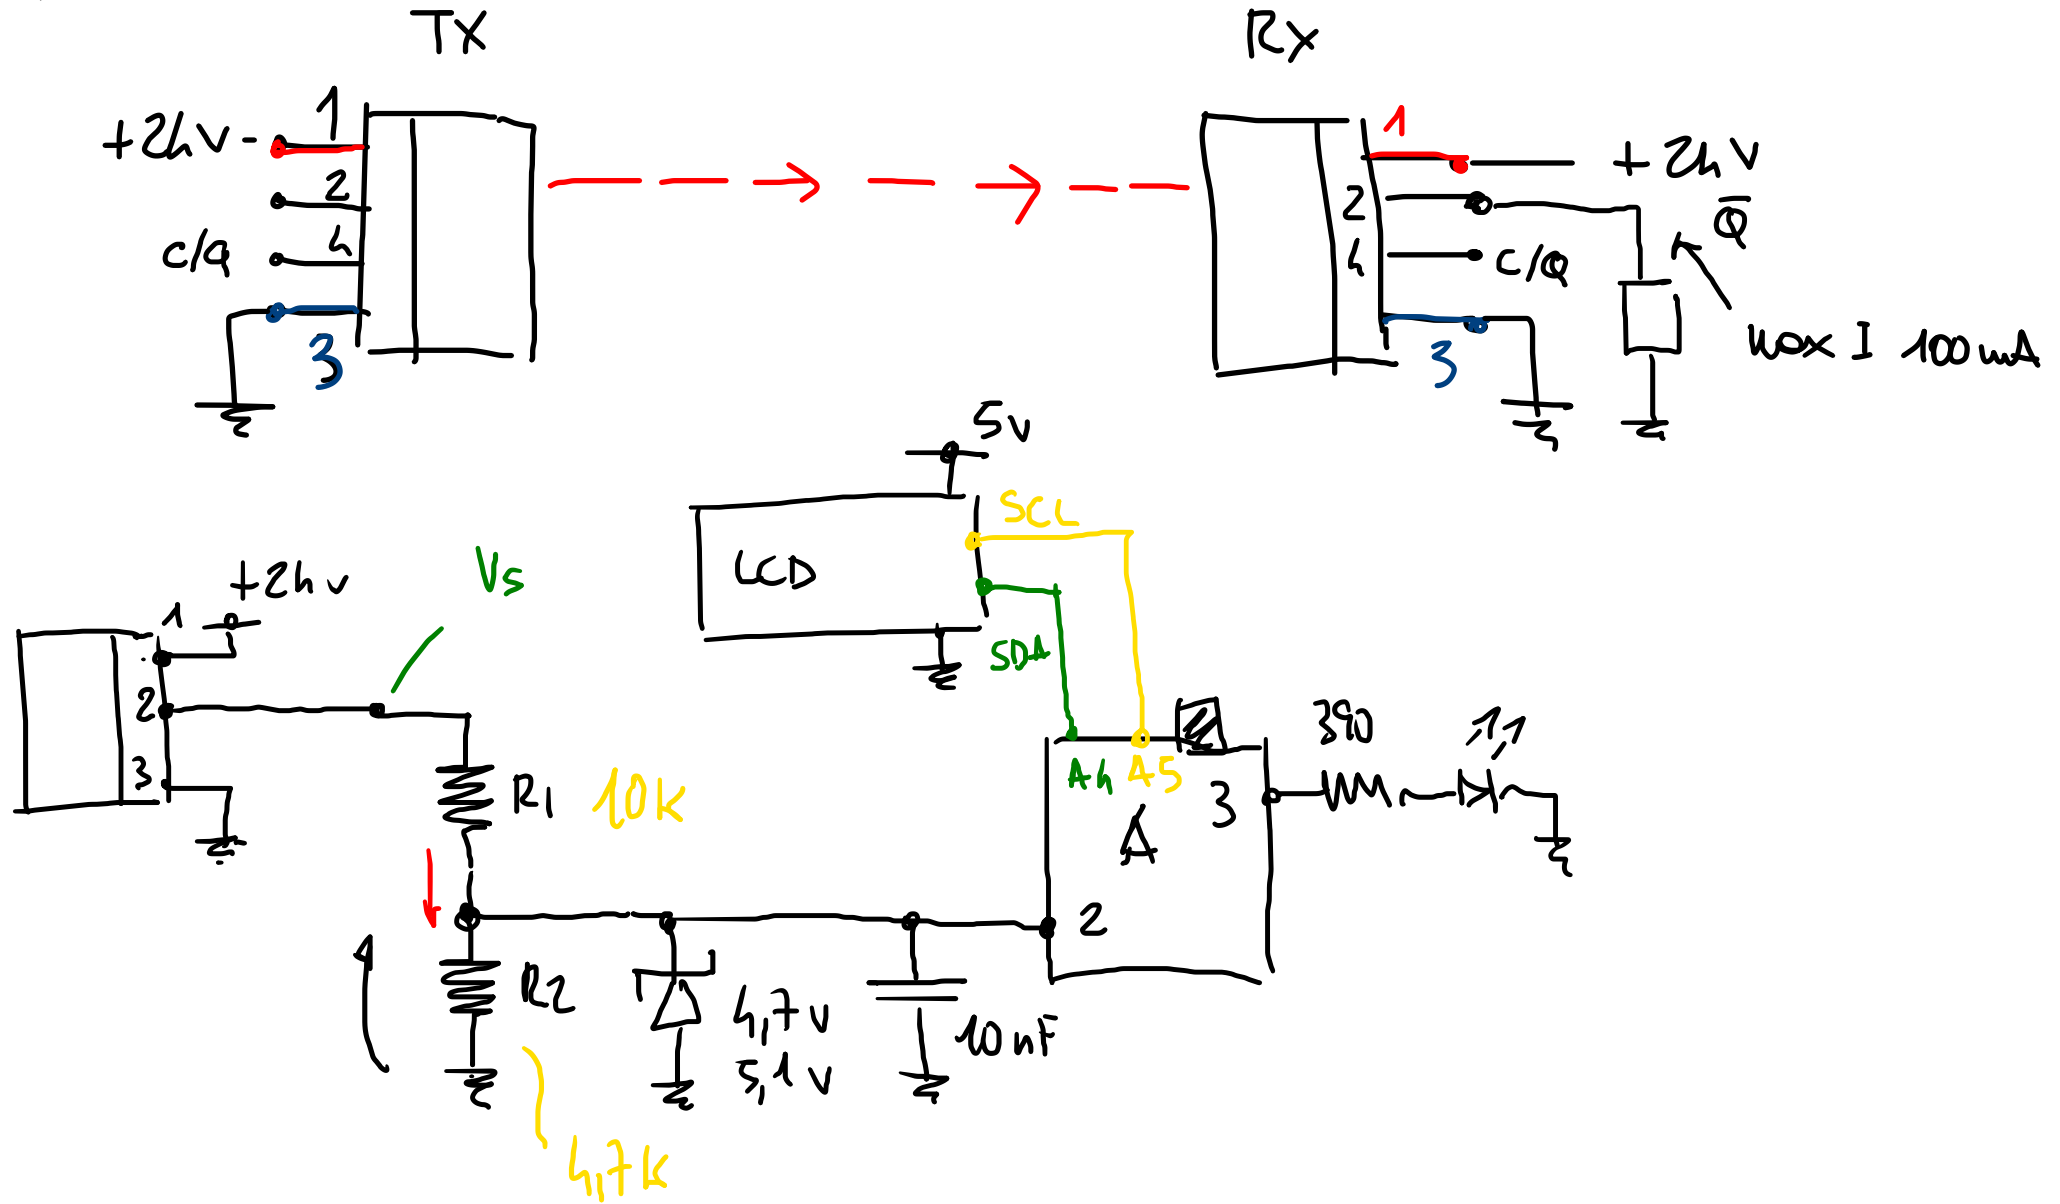 TX
Rx
+24V
1
2
C/Q
4
3
1
+24V
2
Q̅
4
C/Q
3
Max I 100mA
5V
SCL
LCD
SDA
Vs
+24V
1
2
3
R1 10K
R2
4,7K
4,7V
5,1V
10nF
A4 A5
A
3
2
390